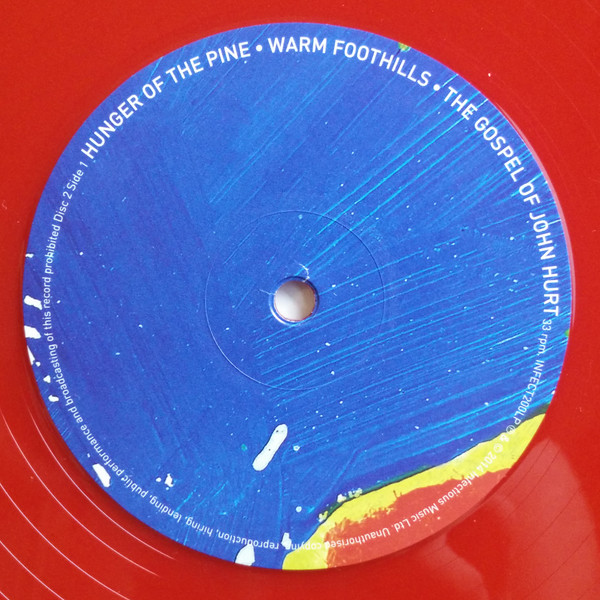 HUNGER OF THE PINE • WARM FOOTHILLS • THE GOSPEL OF JOHN HURT
33 rpm. INFECT200LP ℗ & © 2014 Infectious Music Ltd. Unauthorised copying, reproduction, hiring, lending, public performance and broadcasting of this record prohibited Disc 2 Side 1